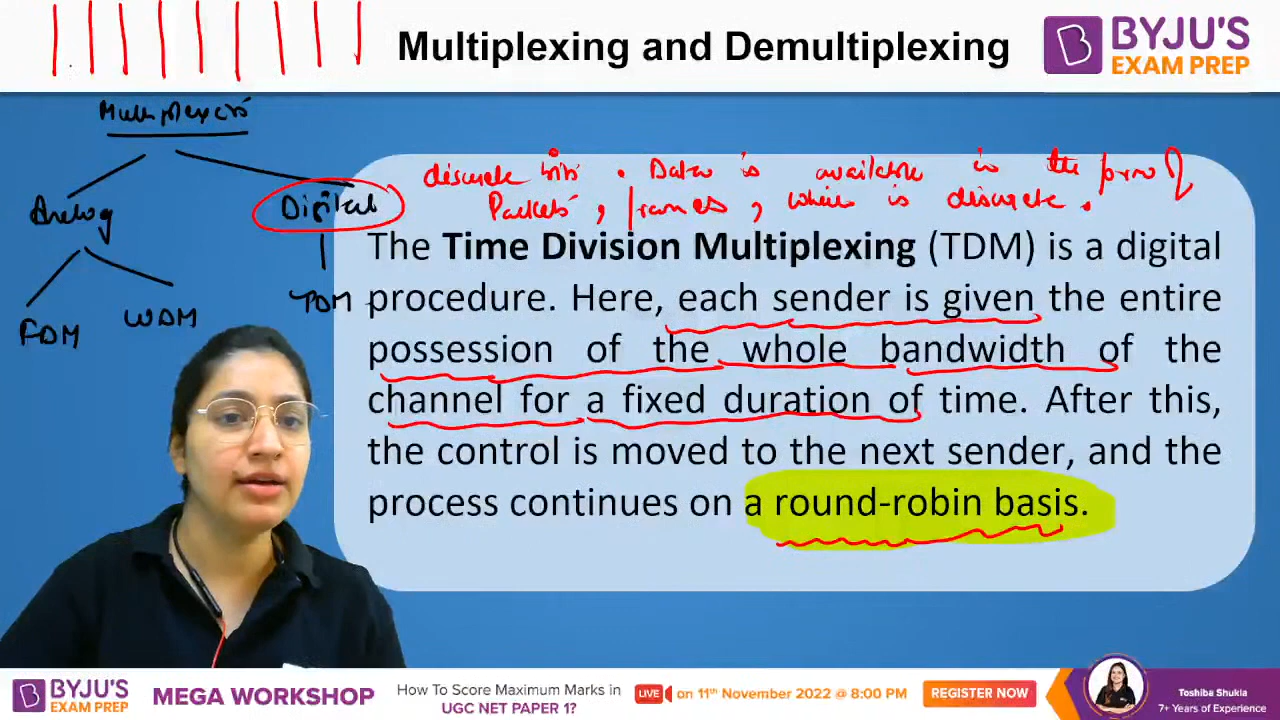 Multiplexing and Demultiplexing
BYJU'S
EXAM PREP
Multiplexers
Analog
Digital
FDM
WDM
TDM
discrete bits . Data is available in the form of
Packets, frames, which is discrete.
The Time Division Multiplexing (TDM) is a digital
procedure. Here, each sender is given the entire
possession of the whole bandwidth of the
channel for a fixed duration of time. After this,
the control is moved to the next sender, and the
process continues on a round-robin basis.
BYJU'S
EXAM PREP
MEGA WORKSHOP
How To Score Maximum Marks in
UGC NET PAPER 1?
LIVE on 11th November 2022 @ 8:00 PM
REGISTER NOW
Toshiba Shukla
7+ Years of Experience